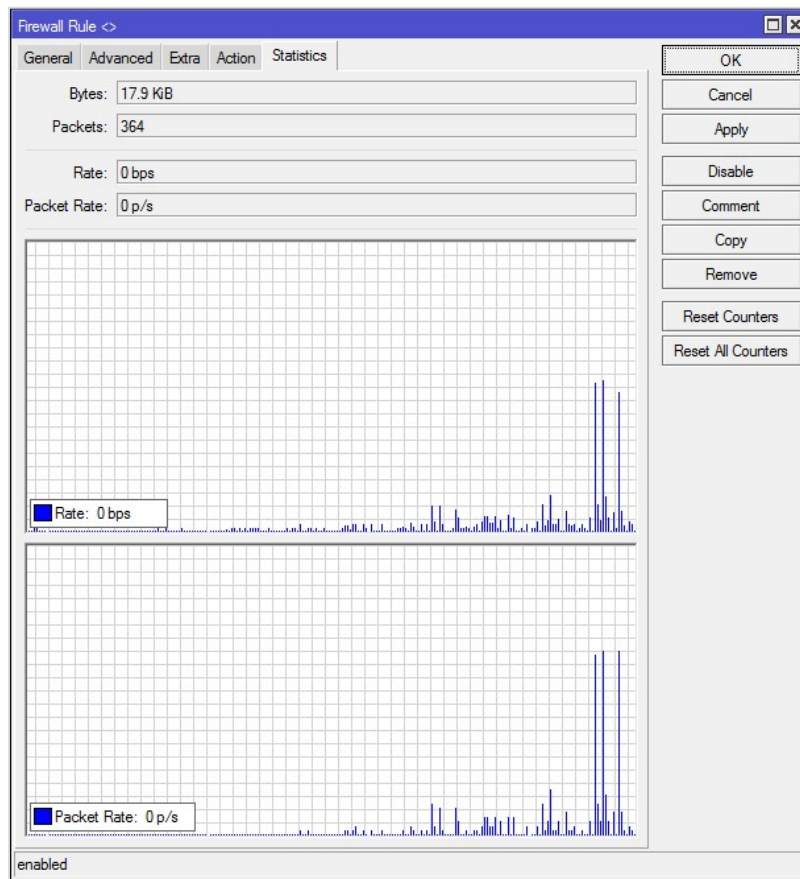 Firewall Rule <>
General Advanced Extra Action Statistics
Bytes: 17.9 KiB
Packets: 364
Rate: 0 bps
Packet Rate: 0 p/s
OK
Cancel
Apply
Disable
Comment
Copy
Remove
Reset Counters
Reset All Counters
Rate: 0 bps
Packet Rate: 0 p/s
enabled